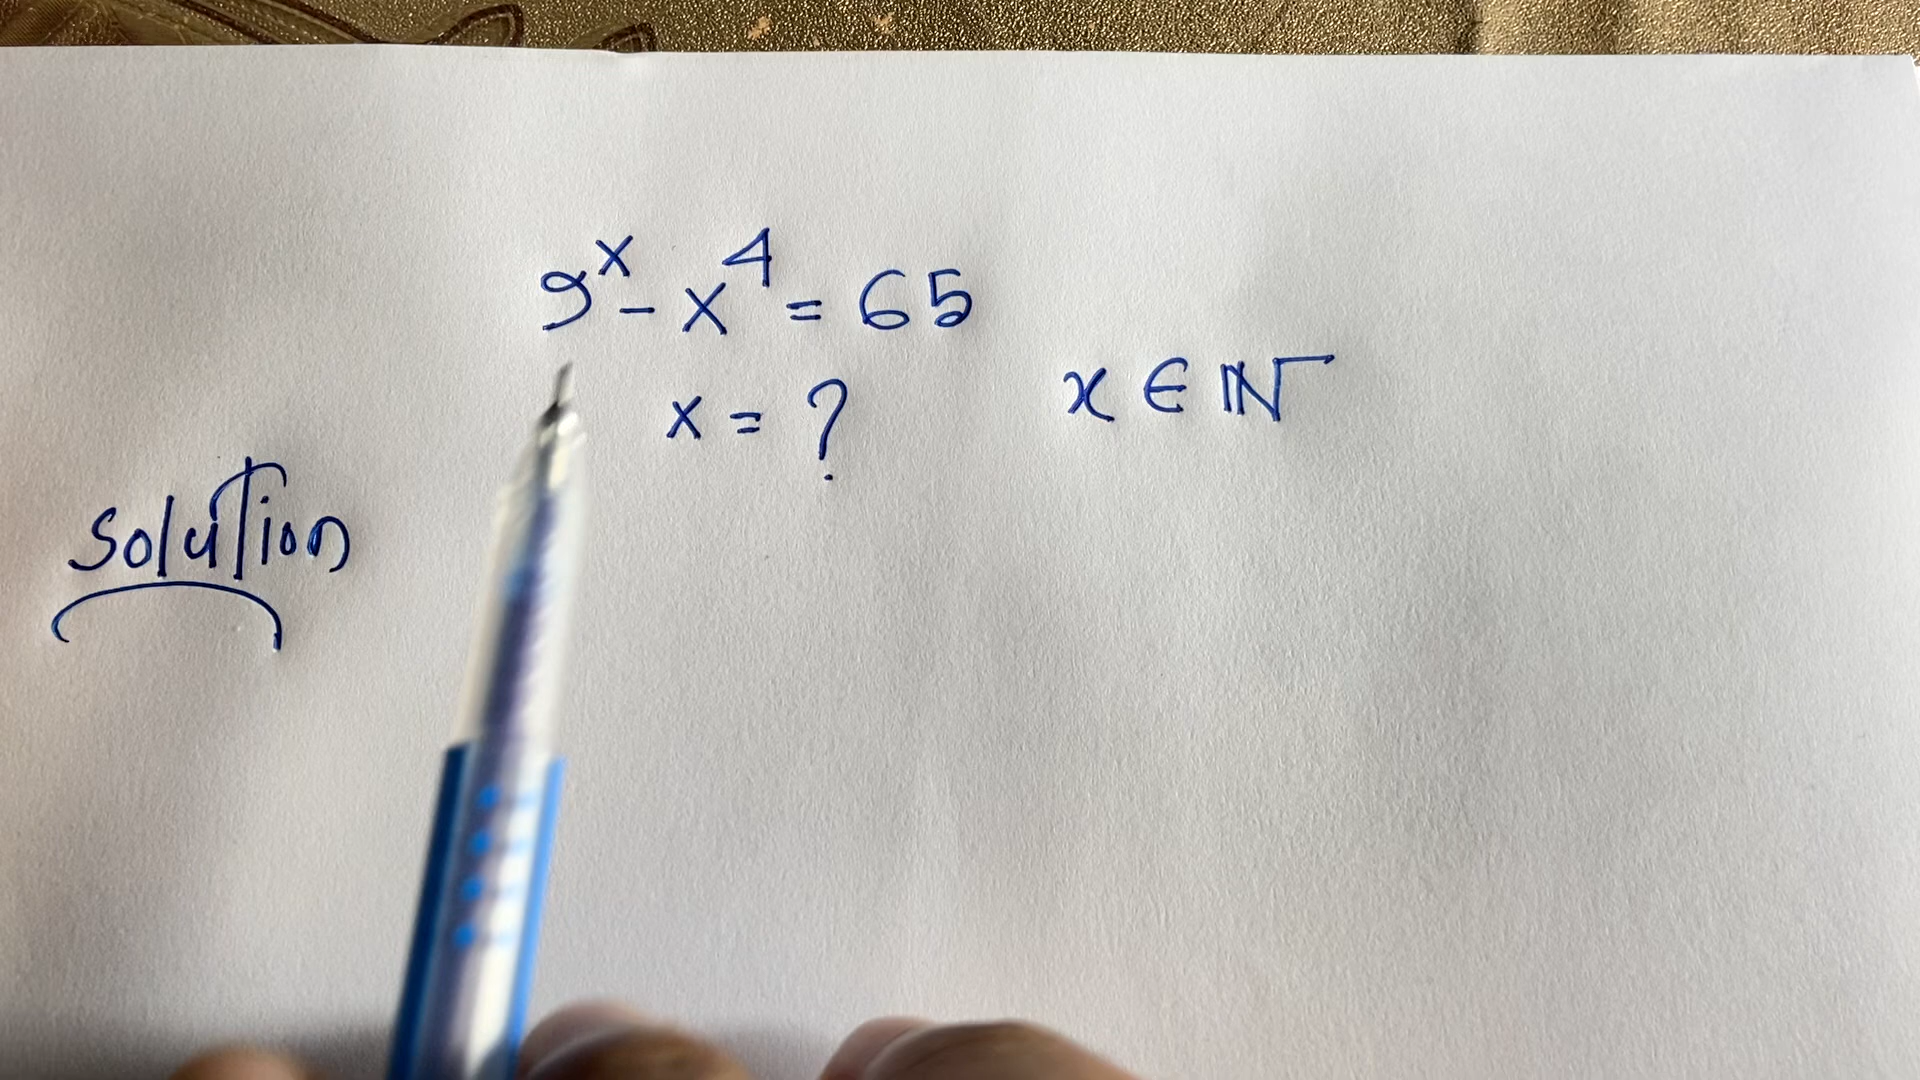 9^x - x^4 = 65
x = ?
x ∈ ℕ
Solution